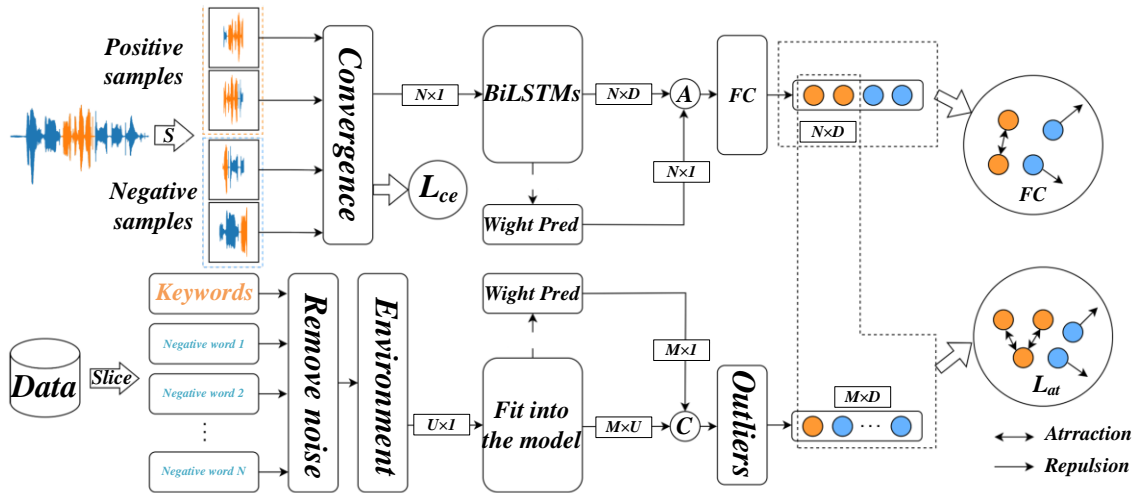 Positive
samples
S
Negative
samples
Convergence
L_ce
N×1
BiLSTMs
N×D
A
N×1
Wight Pred
FC
N×D
FC
Data
Slice
Keywords
Negative word 1
Negative word 2
⋮
Negative word N
Remove noise
Environment
U×1
Wight Pred
Fit into
the model
M×1
M×U
C
Outliers
M×D
···
L_at
Atrraction
Repulsion